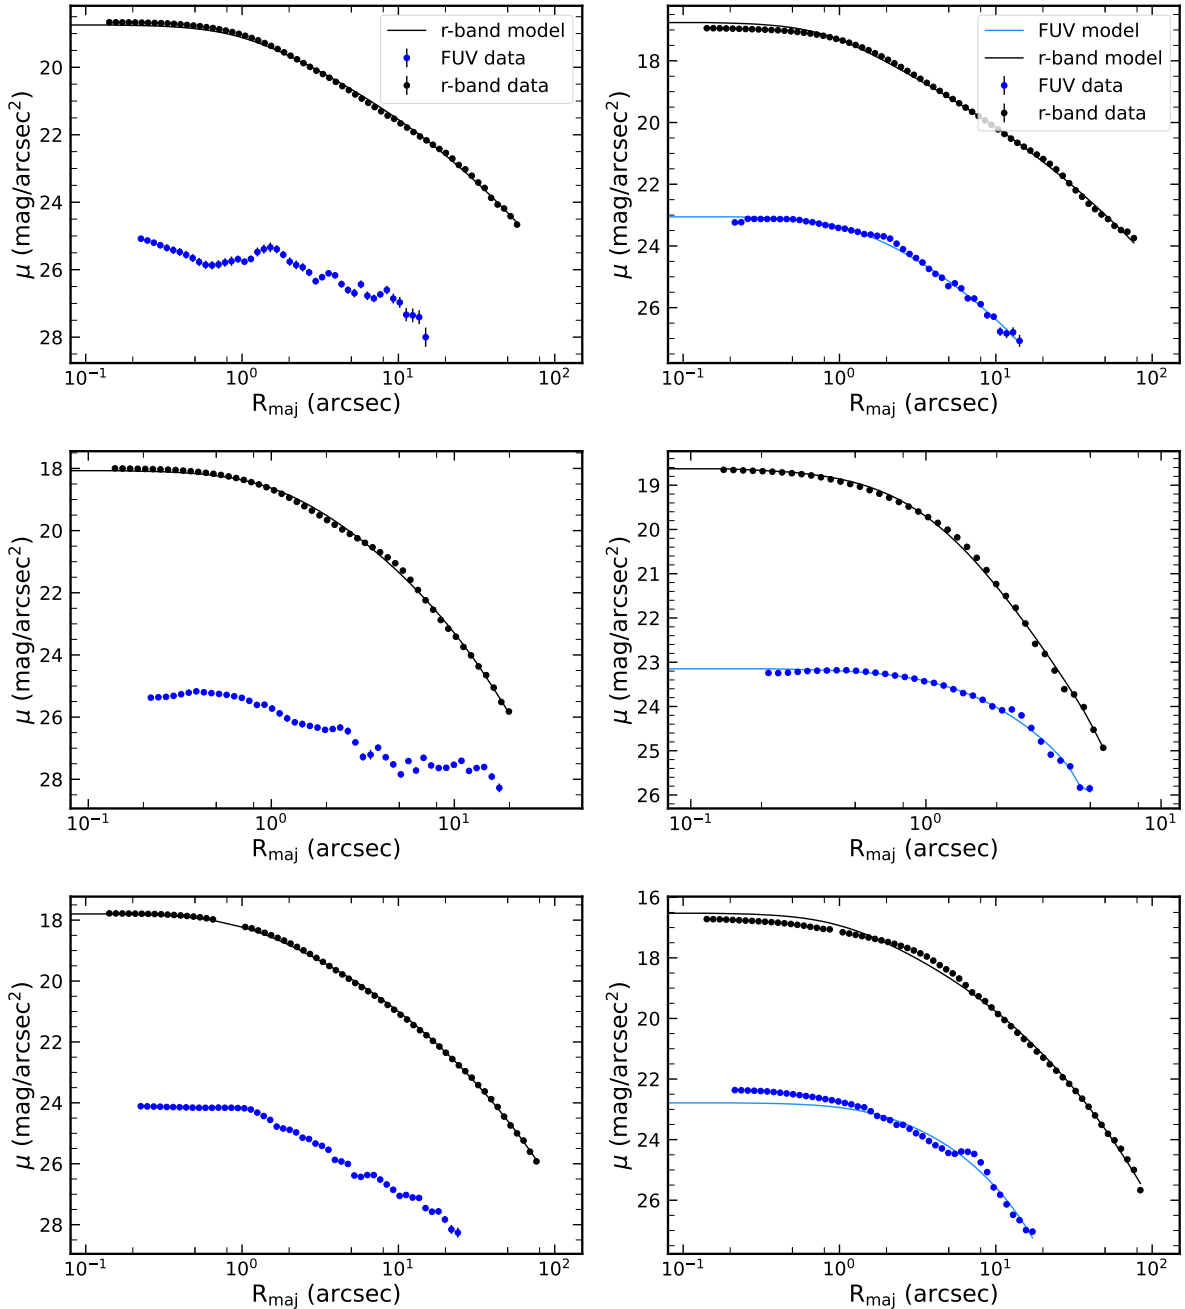 r-band model
FUV data
r-band data
20
22
24
26
28
μ (mag/arcsec²)
10⁻¹ 10⁰ 10¹ 10²
R_maj (arcsec)
FUV model
r-band model
FUV data
r-band data
18
20
22
24
26
μ (mag/arcsec²)
10⁻¹ 10⁰ 10¹ 10²
R_maj (arcsec)
18
20
22
24
26
28
μ (mag/arcsec²)
10⁻¹ 10⁰ 10¹
R_maj (arcsec)
19
20
21
22
23
24
25
26
μ (mag/arcsec²)
10⁻¹ 10⁰ 10¹
R_maj (arcsec)
18
20
22
24
26
28
μ (mag/arcsec²)
10⁻¹ 10⁰ 10¹ 10²
R_maj (arcsec)
16
18
20
22
24
26
μ (mag/arcsec²)
10⁻¹ 10⁰ 10¹ 10²
R_maj (arcsec)